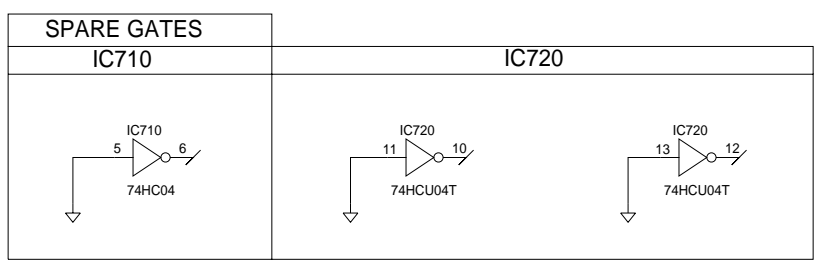 SPARE GATES
IC710 IC720
IC710 IC720 IC720
5 6 11 10 13 12
74HC04 74HCU04T 74HCU04T